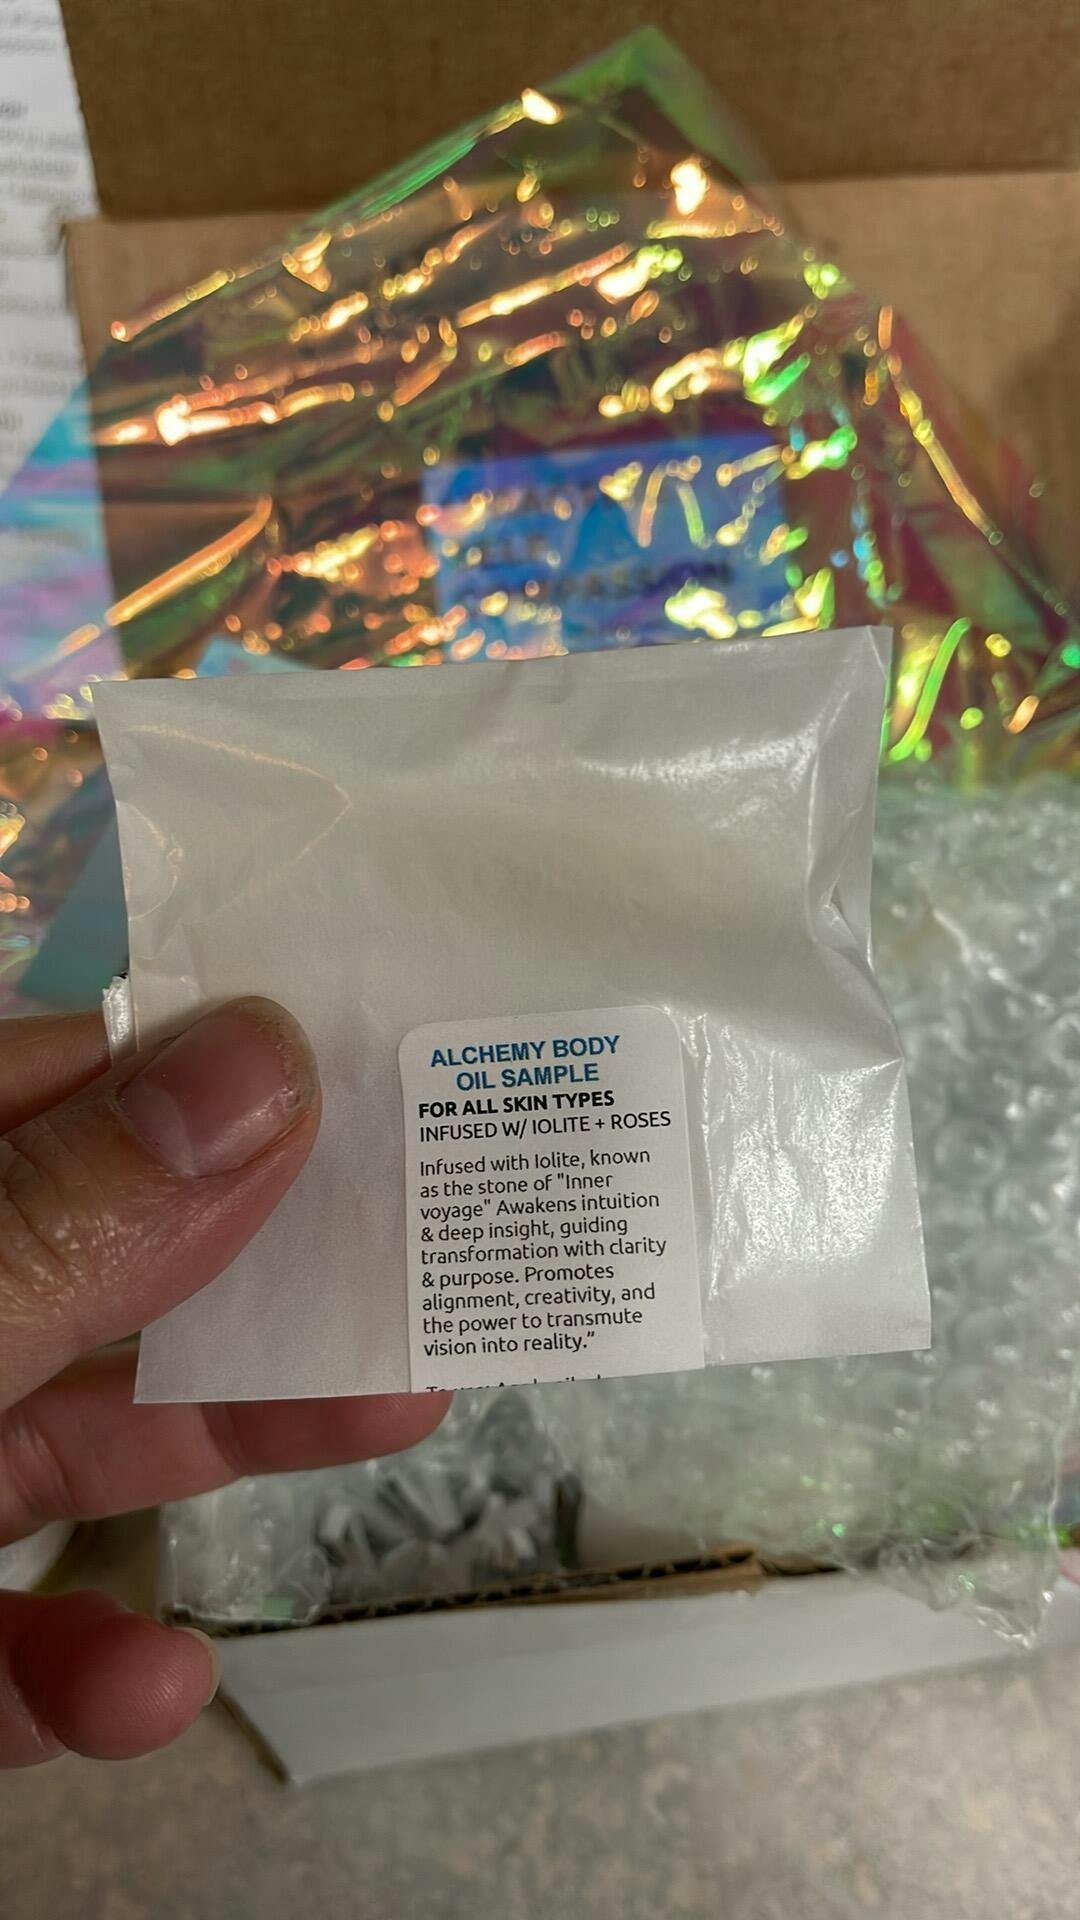 COMPASSION
ALCHEMY BODY
OIL SAMPLE
FOR ALL SKIN TYPES
INFUSED W/ IOLITE + ROSES
Infused with Iolite, known
as the stone of "Inner
voyage" Awakens intuition
& deep insight, guiding
transformation with clarity
& purpose. Promotes
alignment, creativity, and
the power to transmute
vision into reality.”